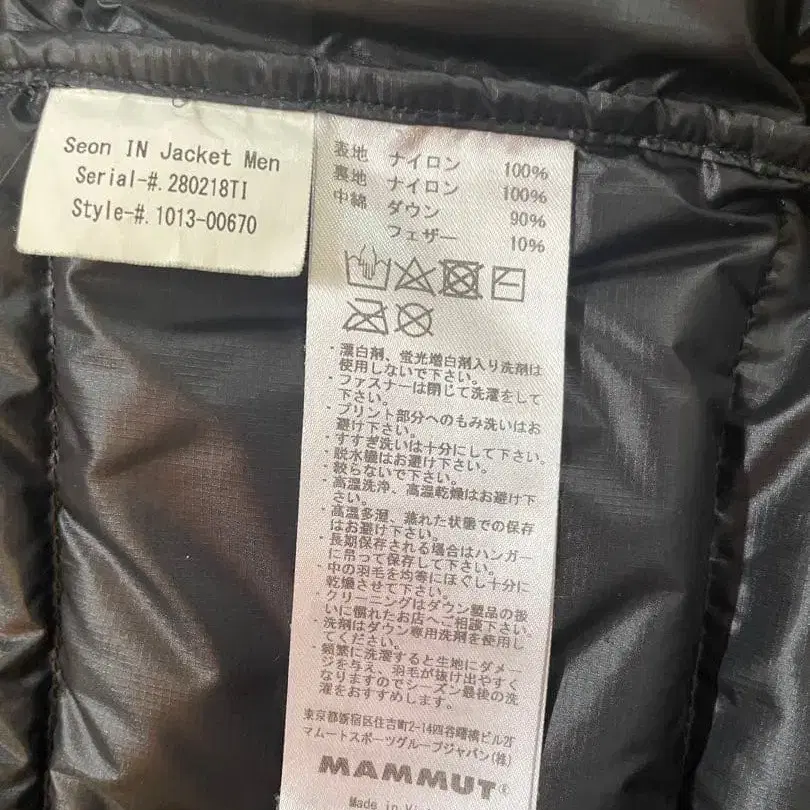 Seon IN Jacket Men
Serial-#. 280218TI
Style-#. 1013-00670
表地 ナイロン 100%
裏地 ナイロン 100%
中綿 ダウン 90%
フェザー 10%
・漂白剤、蛍光増白剤入り洗剤は
使用しないで下さい。
・ファスナーは閉じて洗濯をして
下さい。
・プリント部分へのもみ洗いはお
避け下さい。
・すすぎ洗いは十分にして下さい。
・脱水機はお避け下さい。
・絞らないで下さい。
・高温洗浄、高温乾燥はお避け下
さい。
・高温多湿、蒸れた状態での保存
はお避け下さい。
・長期保存される場合はハンガー
に吊って保存して下さい。
・中の羽毛を均等にほぐし十分に
乾燥させて下さい。
・クリーニングはダウン製品の扱
いに慣れたお店へご相談下さい。
・洗剤はダウン専用洗剤を使用し
てください。
・頻繁に洗濯すると生地にダメー
ジを与え、羽毛が抜け出やすく
なりますのでシーズン最後の洗
濯をおすすめします。
東京都新宿区住吉町2-14四谷曙橋ビル2F
マムートスポーツグループジャパン(株)
MAMMUT®
Made in